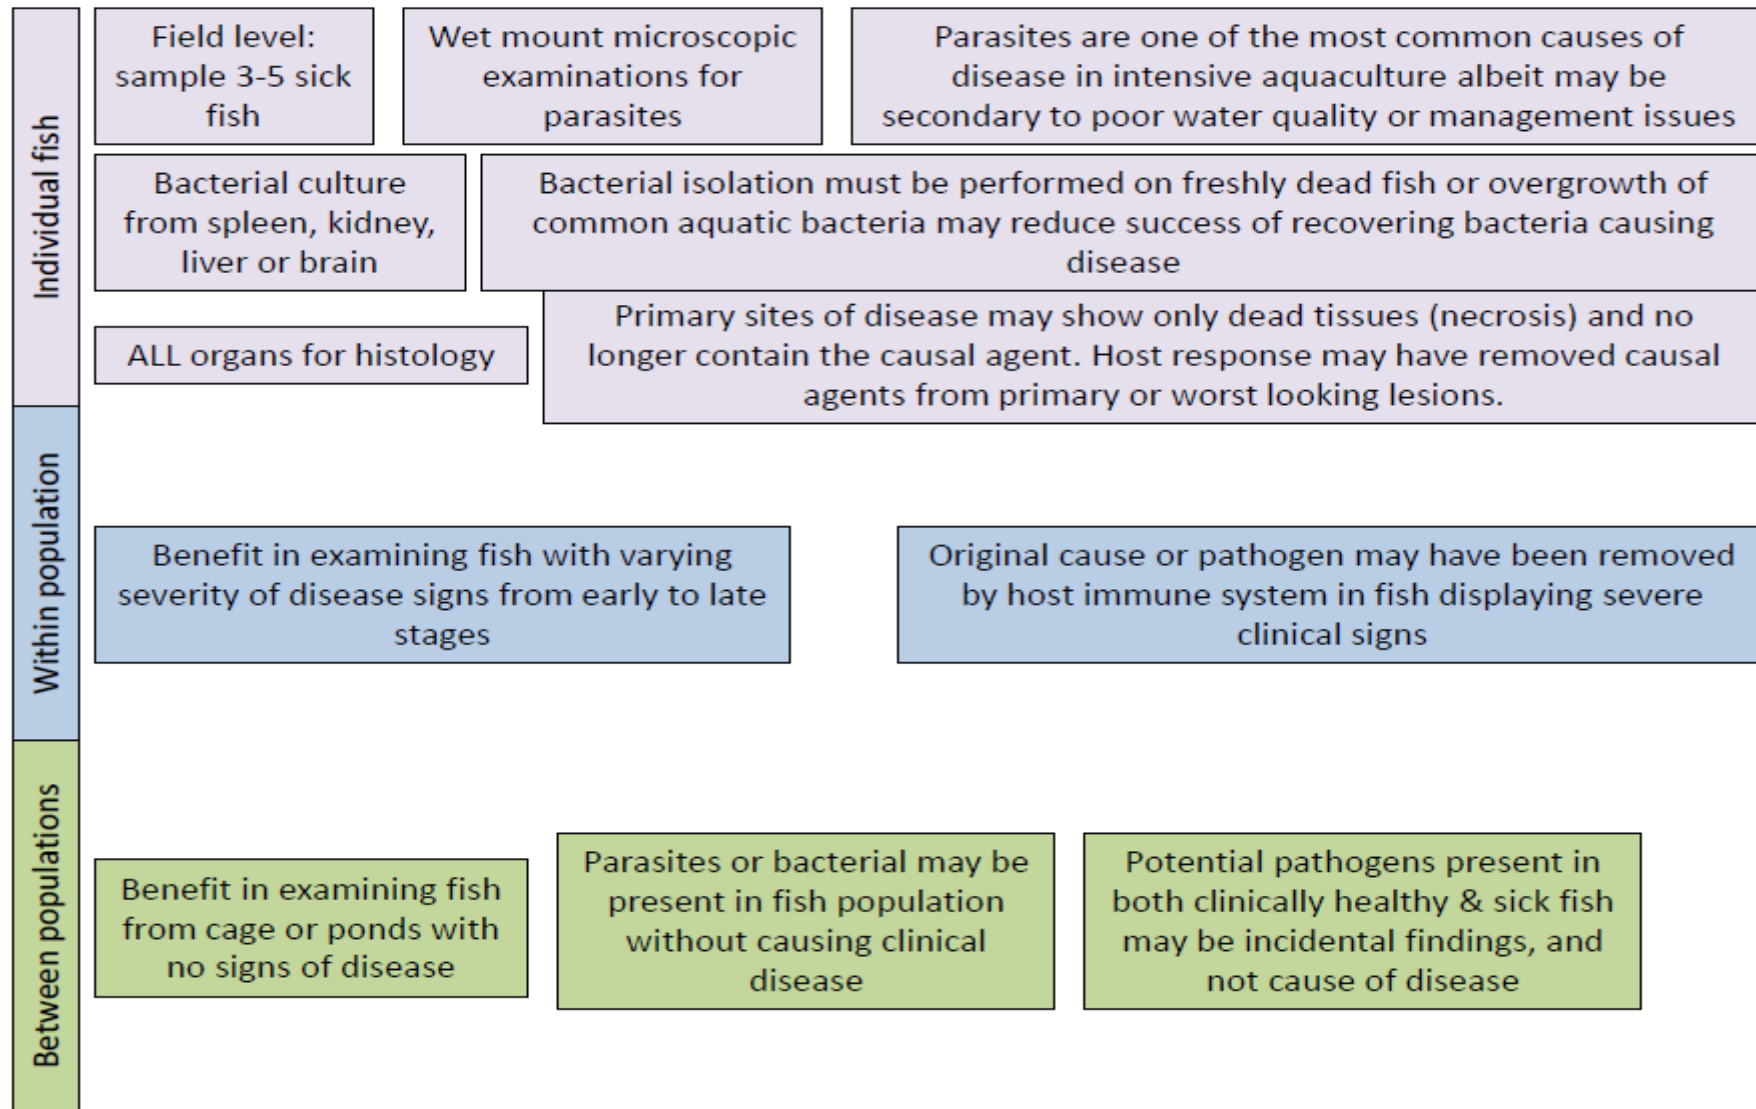 Individual fish
Field level:
sample 3-5 sick
fish
Wet mount microscopic
examinations for
parasites
Parasites are one of the most common causes of
disease in intensive aquaculture albeit may be
secondary to poor water quality or management issues
Bacterial culture
from spleen, kidney,
liver or brain
Bacterial isolation must be performed on freshly dead fish or overgrowth of
common aquatic bacteria may reduce success of recovering bacteria causing
disease
ALL organs for histology
Primary sites of disease may show only dead tissues (necrosis) and no
longer contain the causal agent. Host response may have removed causal
agents from primary or worst looking lesions.
Within population
Benefit in examining fish with varying
severity of disease signs from early to late
stages
Original cause or pathogen may have been removed
by host immune system in fish displaying severe
clinical signs
Between populations
Benefit in examining fish
from cage or ponds with
no signs of disease
Parasites or bacterial may be
present in fish population
without causing clinical
disease
Potential pathogens present in
both clinically healthy & sick fish
may be incidental findings, and
not cause of disease